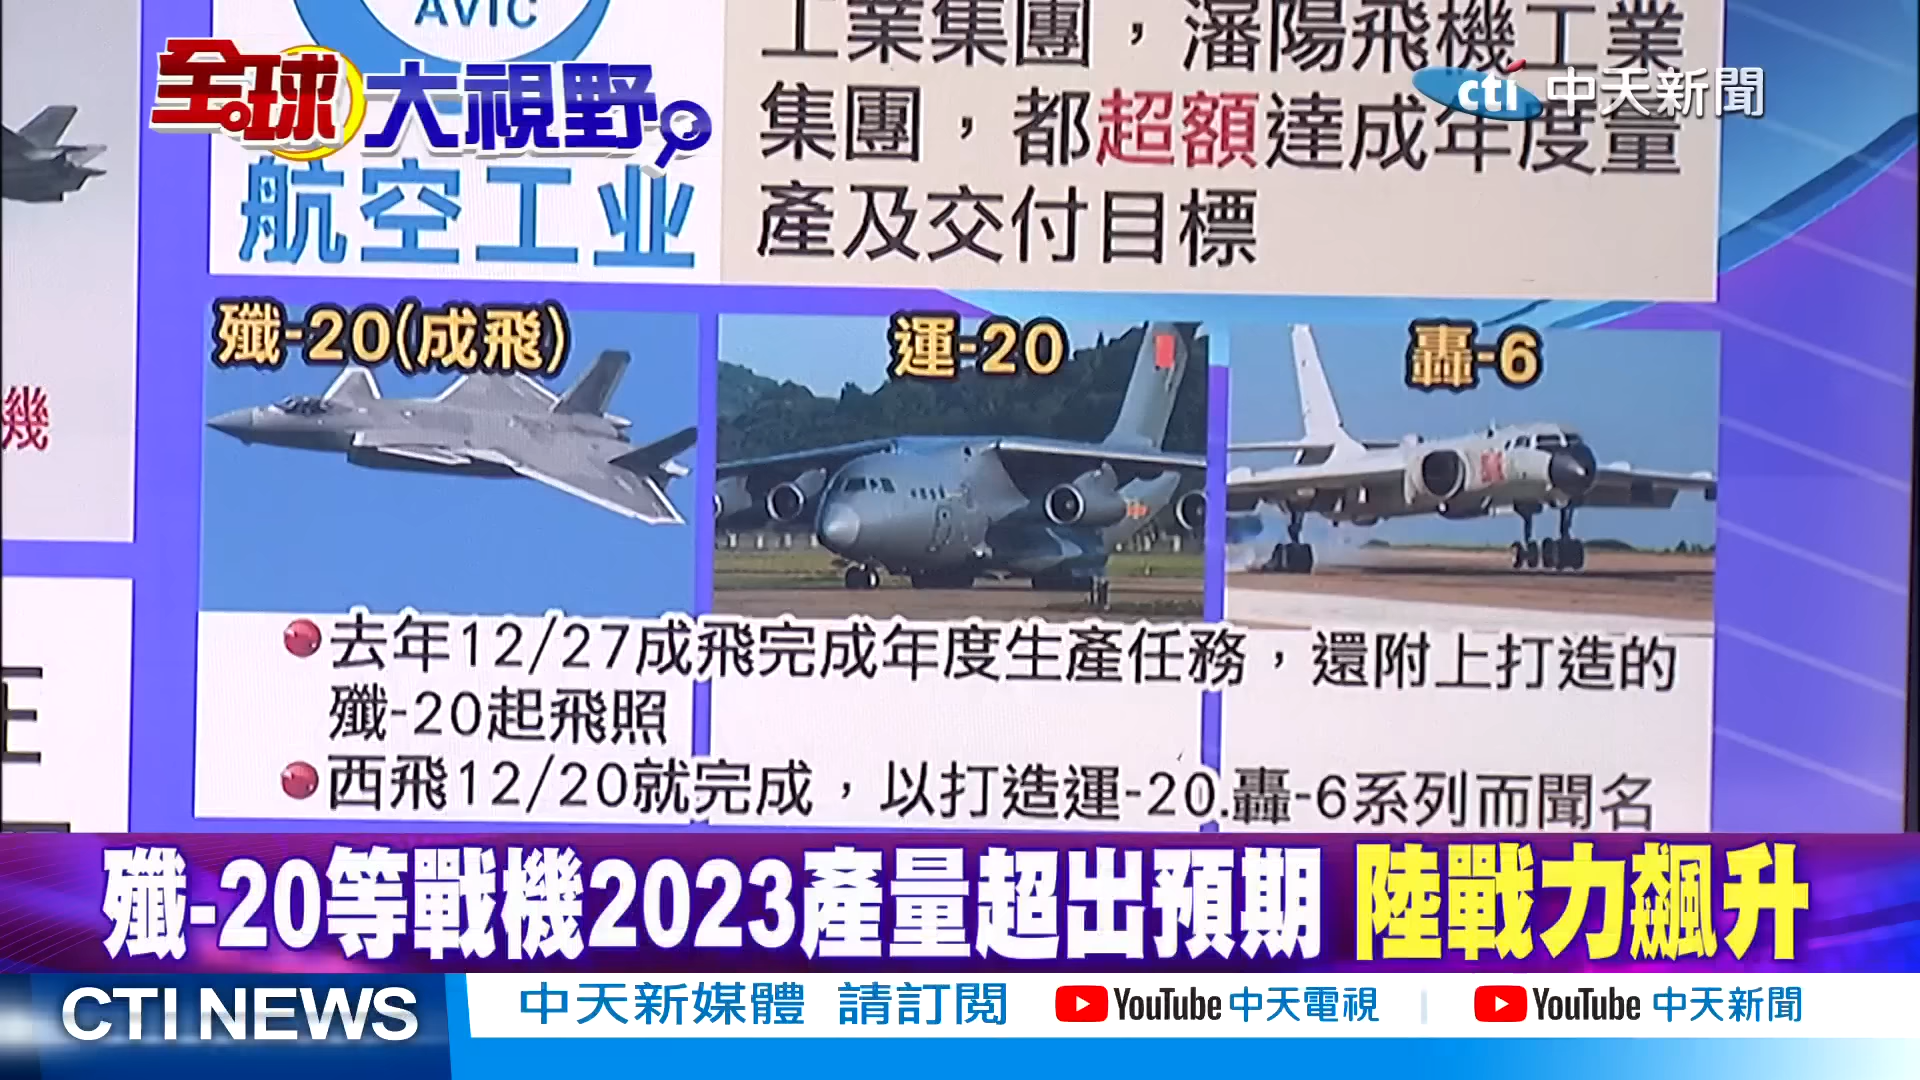 AVIC
工業集團，瀋陽飛機工業
集團，都超額達成年度量
產及交付目標
全球大視野
cti 中天新聞
航空工业
殲-20(成飛)
運-20
轟-6
機
去年12/27成飛完成年度生產任務，還附上打造的
殲-20起飛照
西飛12/20就完成，以打造運-20.轟-6系列而聞名
殲-20等戰機2023產量超出預期 陸戰力飆升
CTI NEWS
中天新媒體 請訂閱 YouTube 中天電視 | YouTube 中天新聞